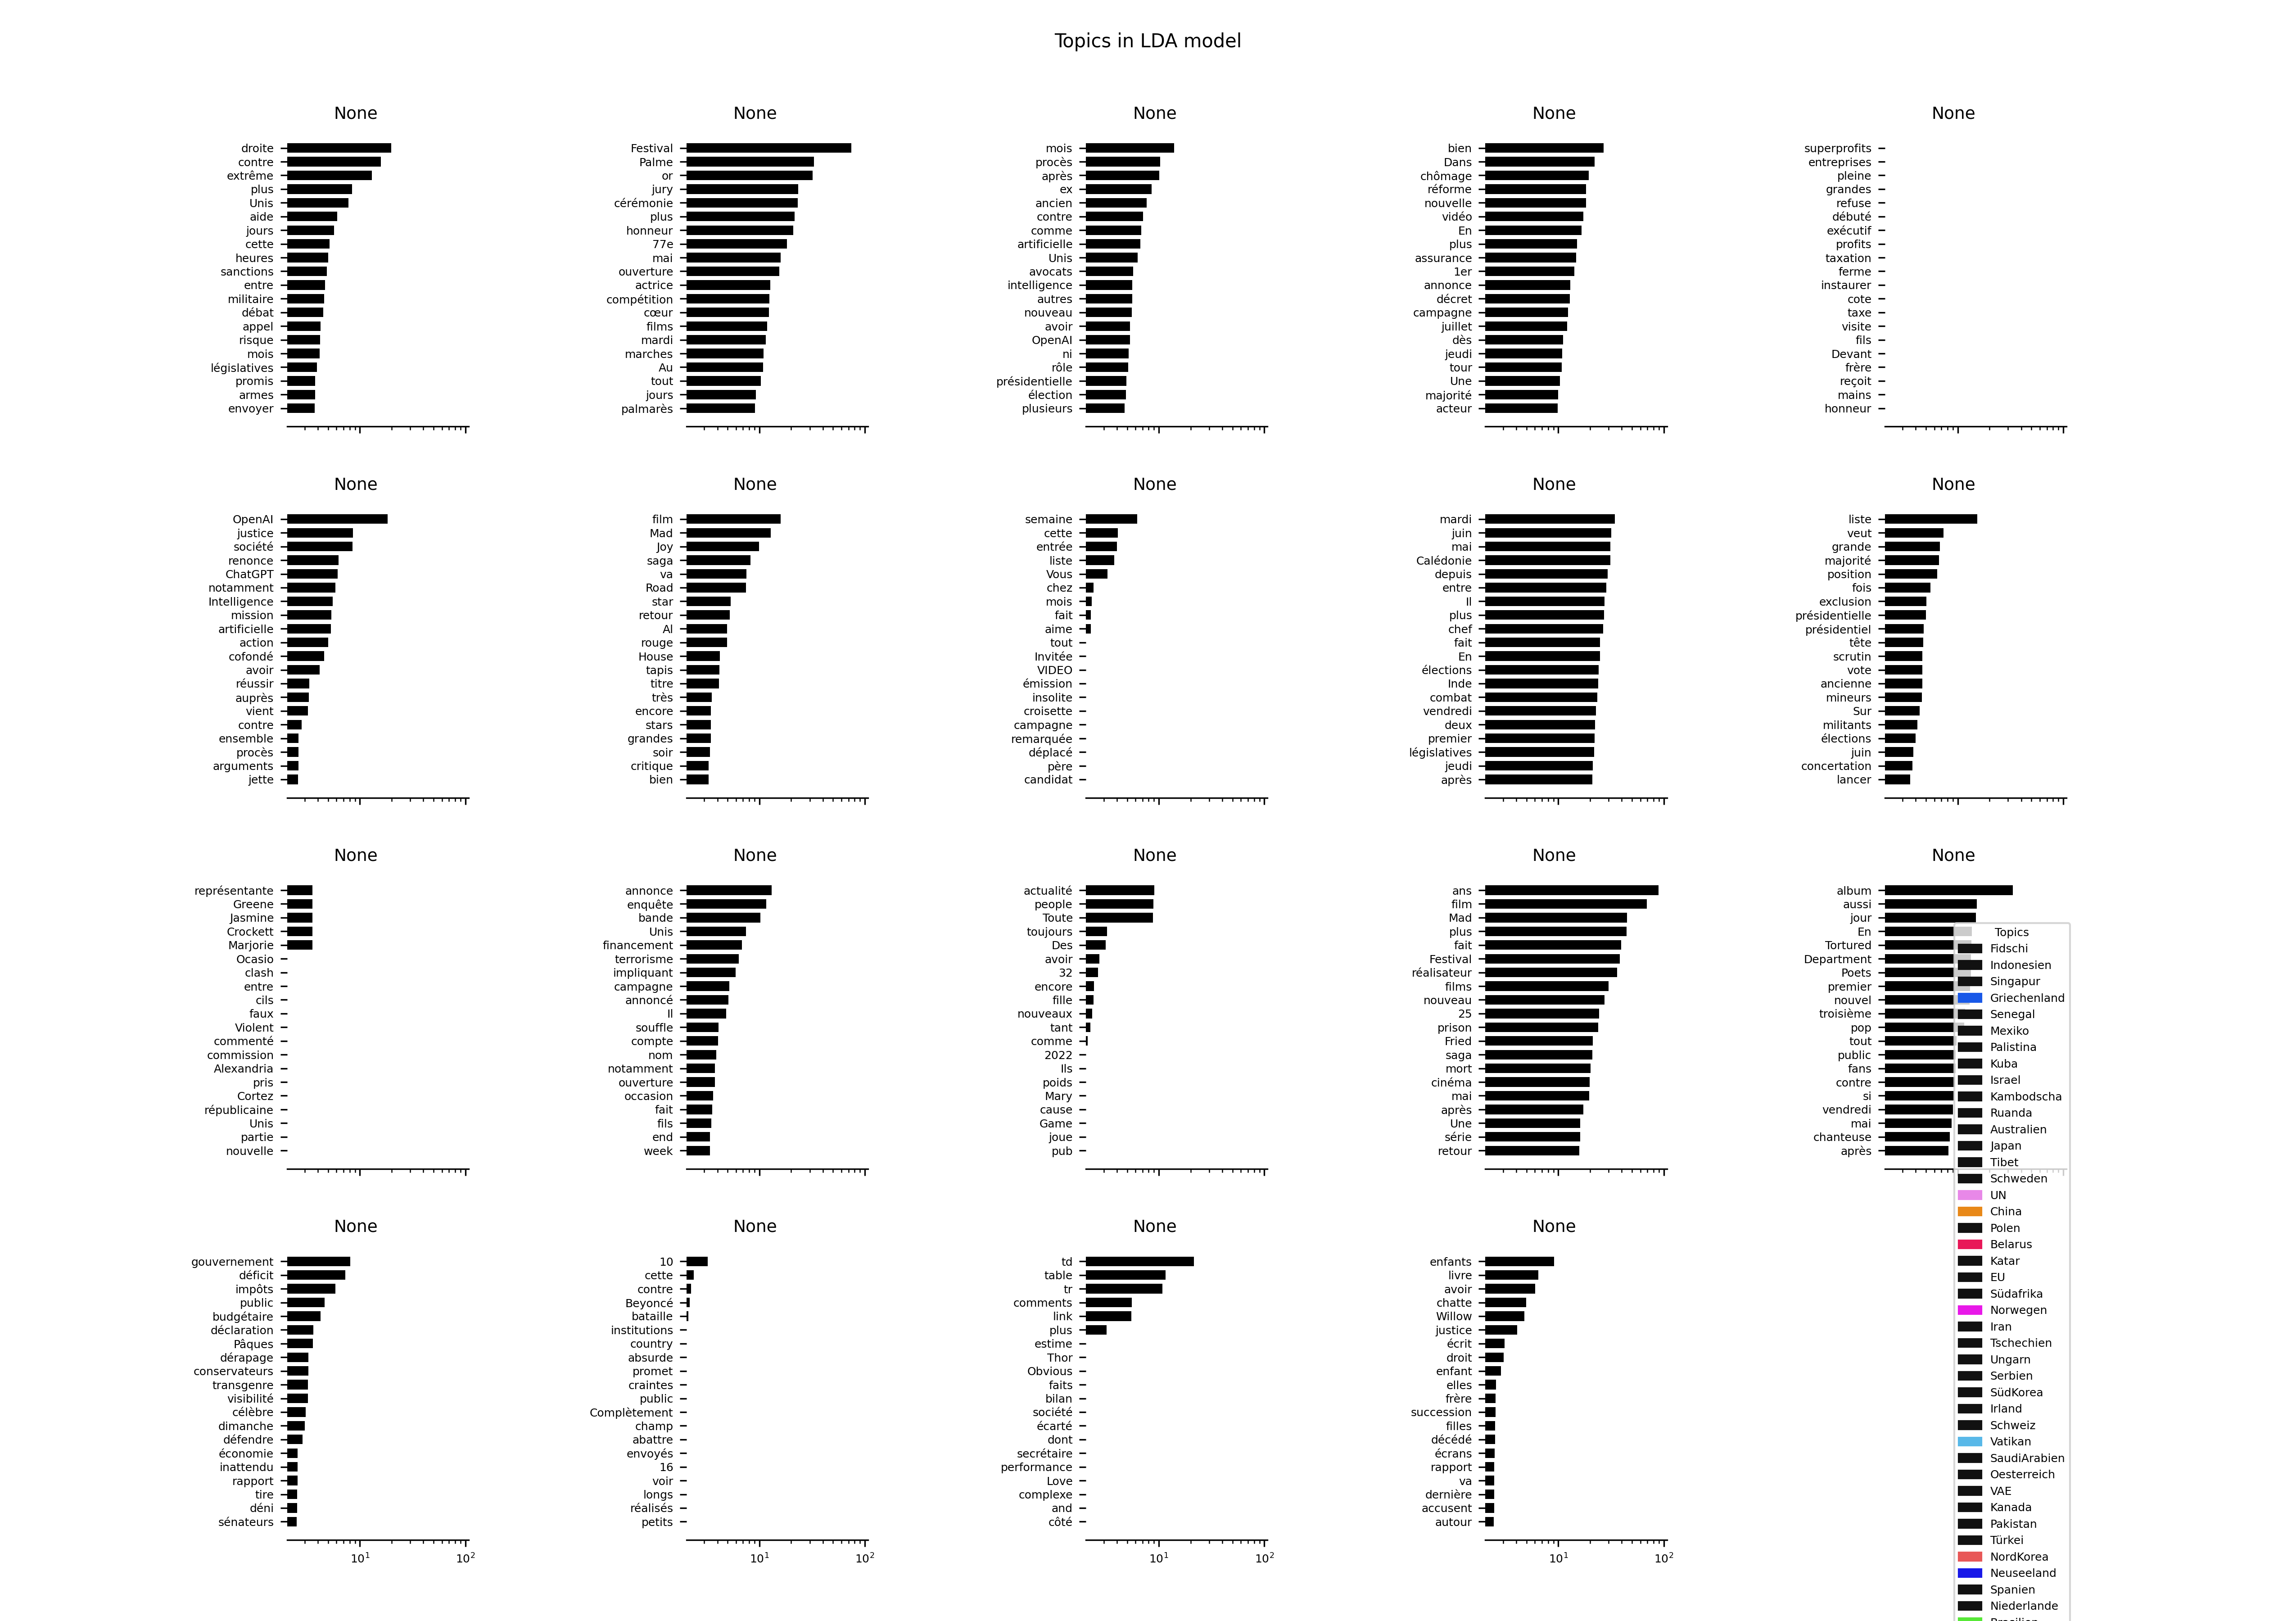 Topics in LDA model
None
droite
contre
extrême
plus
Unis
aide
jours
cette
heures
sanctions
entre
militaire
débat
appel
risque
mois
législatives
promis
armes
envoyer
None
Festival
Palme
or
jury
cérémonie
plus
honneur
77e
mai
ouverture
actrice
compétition
cœur
films
mardi
marches
Au
tout
jours
palmarès
None
mois
procès
après
ex
ancien
contre
comme
artificielle
Unis
avocats
intelligence
autres
nouveau
avoir
OpenAI
ni
rôle
présidentielle
élection
plusieurs
None
bien
Dans
chômage
réforme
nouvelle
vidéo
En
plus
assurance
1er
annonce
décret
campagne
juillet
dès
jeudi
tour
Une
majorité
acteur
None
superprofits
entreprises
pleine
grandes
refuse
débuté
exécutif
profits
taxation
ferme
instaurer
cote
taxe
visite
fils
Devant
frère
reçoit
mains
honneur
None
OpenAI
justice
société
renonce
ChatGPT
notamment
Intelligence
mission
artificielle
action
cofondé
avoir
réussir
auprès
vient
contre
ensemble
procès
arguments
jette
None
film
Mad
Joy
saga
va
Road
star
retour
Al
rouge
House
tapis
titre
très
encore
stars
grandes
soir
critique
bien
None
semaine
cette
entrée
liste
Vous
chez
mois
fait
aime
tout
Invitée
VIDEO
émission
insolite
croisette
campagne
remarquée
déplacé
père
candidat
None
mardi
juin
mai
Calédonie
depuis
entre
Il
plus
chef
fait
En
élections
Inde
combat
vendredi
deux
premier
législatives
jeudi
après
None
liste
veut
grande
majorité
position
fois
exclusion
présidentielle
présidentiel
tête
scrutin
vote
ancienne
mineurs
Sur
militants
élections
juin
concertation
lancer
None
représentante
Greene
Jasmine
Crockett
Marjorie
Ocasio
clash
entre
cils
faux
Violent
commenté
commission
Alexandria
pris
Cortez
républicaine
Unis
partie
nouvelle
None
annonce
enquête
bande
Unis
financement
terrorisme
impliquant
campagne
annoncé
Il
souffle
compte
nom
notamment
ouverture
occasion
fait
fils
end
week
None
actualité
people
Toute
toujours
Des
avoir
32
encore
fille
nouveaux
tant
comme
2022
Ils
poids
Mary
cause
Game
joue
pub
None
ans
film
Mad
plus
fait
Festival
réalisateur
films
nouveau
25
prison
Fried
saga
mort
cinéma
mai
après
Une
série
retour
None
album
aussi
jour
En
Tortured
Department
Poets
premier
nouvel
troisième
pop
tout
public
fans
contre
si
vendredi
mai
chanteuse
après
None
gouvernement
déficit
impôts
public
budgétaire
déclaration
Pâques
dérapage
conservateurs
transgenre
visibilité
célèbre
dimanche
défendre
économie
inattendu
rapport
tire
déni
sénateurs
10¹
10²
None
10
cette
contre
Beyoncé
bataille
institutions
country
absurde
promet
craintes
public
Complètement
champ
abattre
envoyés
16
voir
longs
réalisés
petits
10¹
10²
None
td
table
tr
comments
link
plus
estime
Thor
Obvious
faits
bilan
société
écarté
dont
secrétaire
performance
Love
complexe
and
côté
10¹
10²
None
enfants
livre
avoir
chatte
Willow
justice
écrit
droit
enfant
elles
frère
succession
filles
décédé
écrans
rapport
va
dernière
accusent
autour
10¹
10²
Topics
Fidschi
Indonesien
Singapur
Griechenland
Senegal
Mexiko
Palistina
Kuba
Israel
Kambodscha
Ruanda
Australien
Japan
Tibet
Schweden
UN
China
Polen
Belarus
Katar
EU
Südafrika
Norwegen
Iran
Tschechien
Ungarn
Serbien
SüdKorea
Irland
Schweiz
Vatikan
SaudiArabien
Oesterreich
VAE
Kanada
Pakistan
Türkei
NordKorea
Neuseeland
Spanien
Niederlande